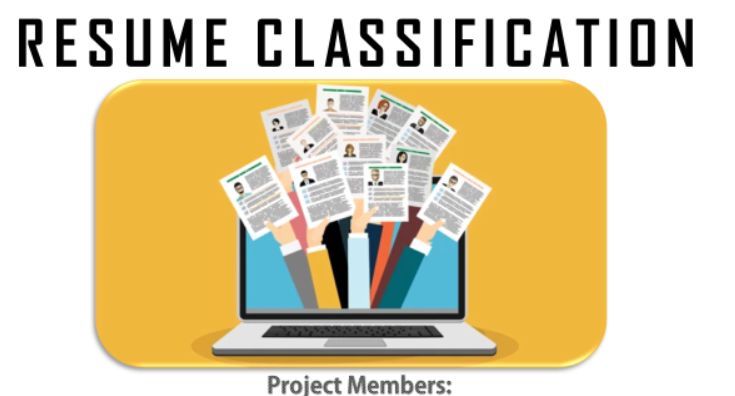 RESUME CLASSIFICATION
Project Members: